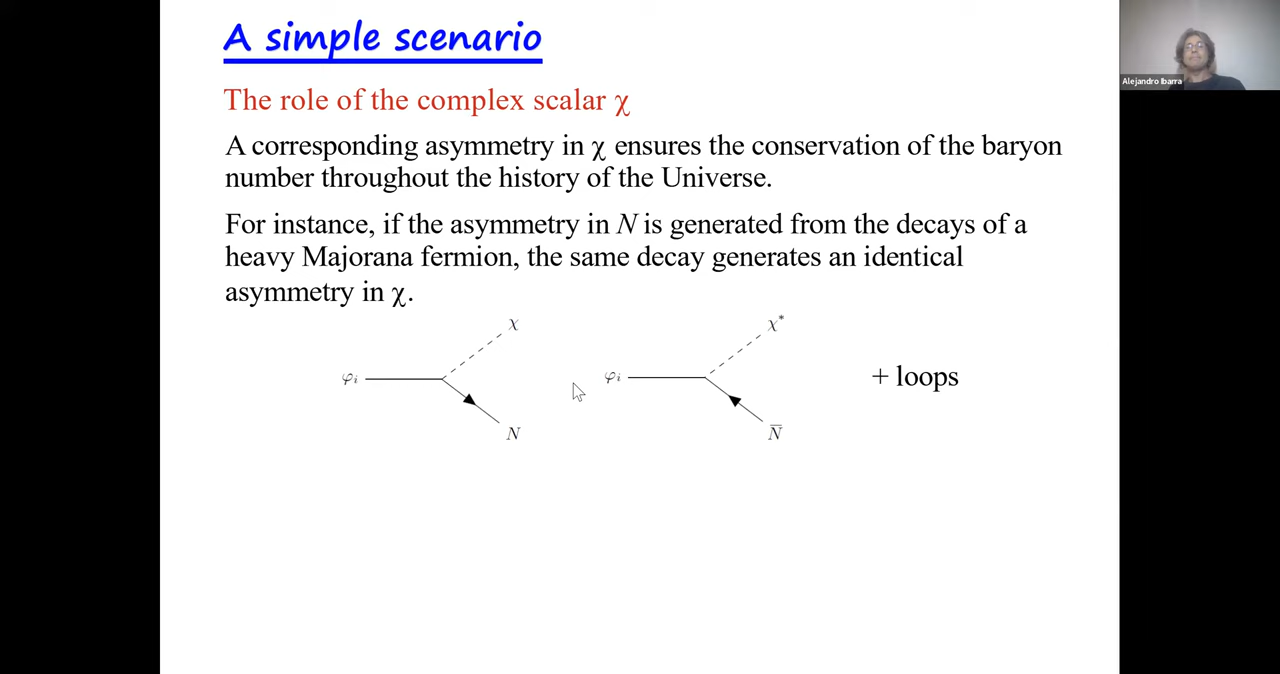 A simple scenario
Alejandro Ibarra
The role of the complex scalar χ
A corresponding asymmetry in χ ensures the conservation of the baryon
number throughout the history of the Universe.
For instance, if the asymmetry in N is generated from the decays of a
heavy Majorana fermion, the same decay generates an identical
asymmetry in χ.
χ
χ*
φi
φi
+ loops
N
N̅